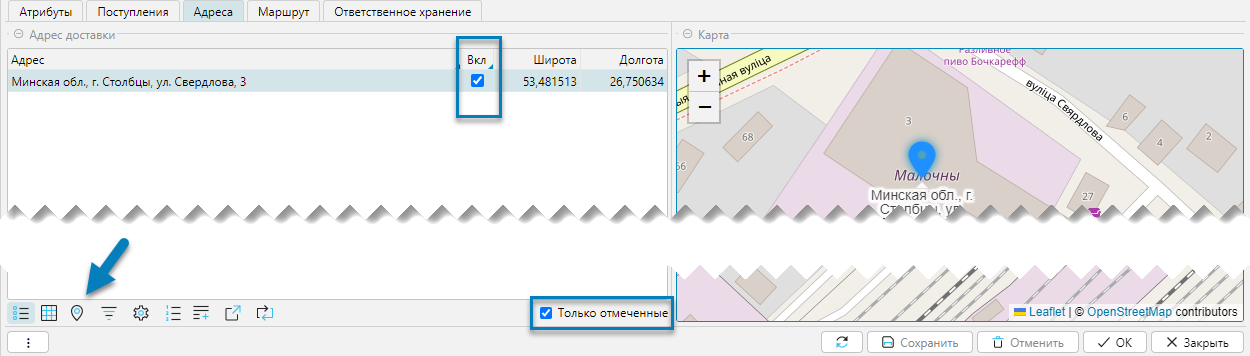 Атрибуты
Поступления
Адреса
Маршрут
Ответственное хранение
Адрес доставки
Адрес
Вкл
Широта
Долгота
Минская обл., г. Столбцы, ул. Свердлова, 3
53,481513
26,750634
Только отмеченные
Карта
+
−
ная вуліца
Разливное
пиво Бочкарефф
вуліца Свярдлова
68
66
3
6
4
2
27
Малочны
Минская обл., г.
Столбцы, ул.
Leaflet | © OpenStreetMap contributors
Сохранить
Отменить
OK
Закрыть